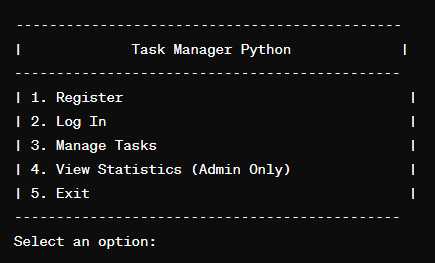 ----------------------------------------------
|             Task Manager Python             |
----------------------------------------------
| 1. Register                                  |
| 2. Log In                                    |
| 3. Manage Tasks                              |
| 4. View Statistics (Admin Only)              |
| 5. Exit                                      |
----------------------------------------------
Select an option: